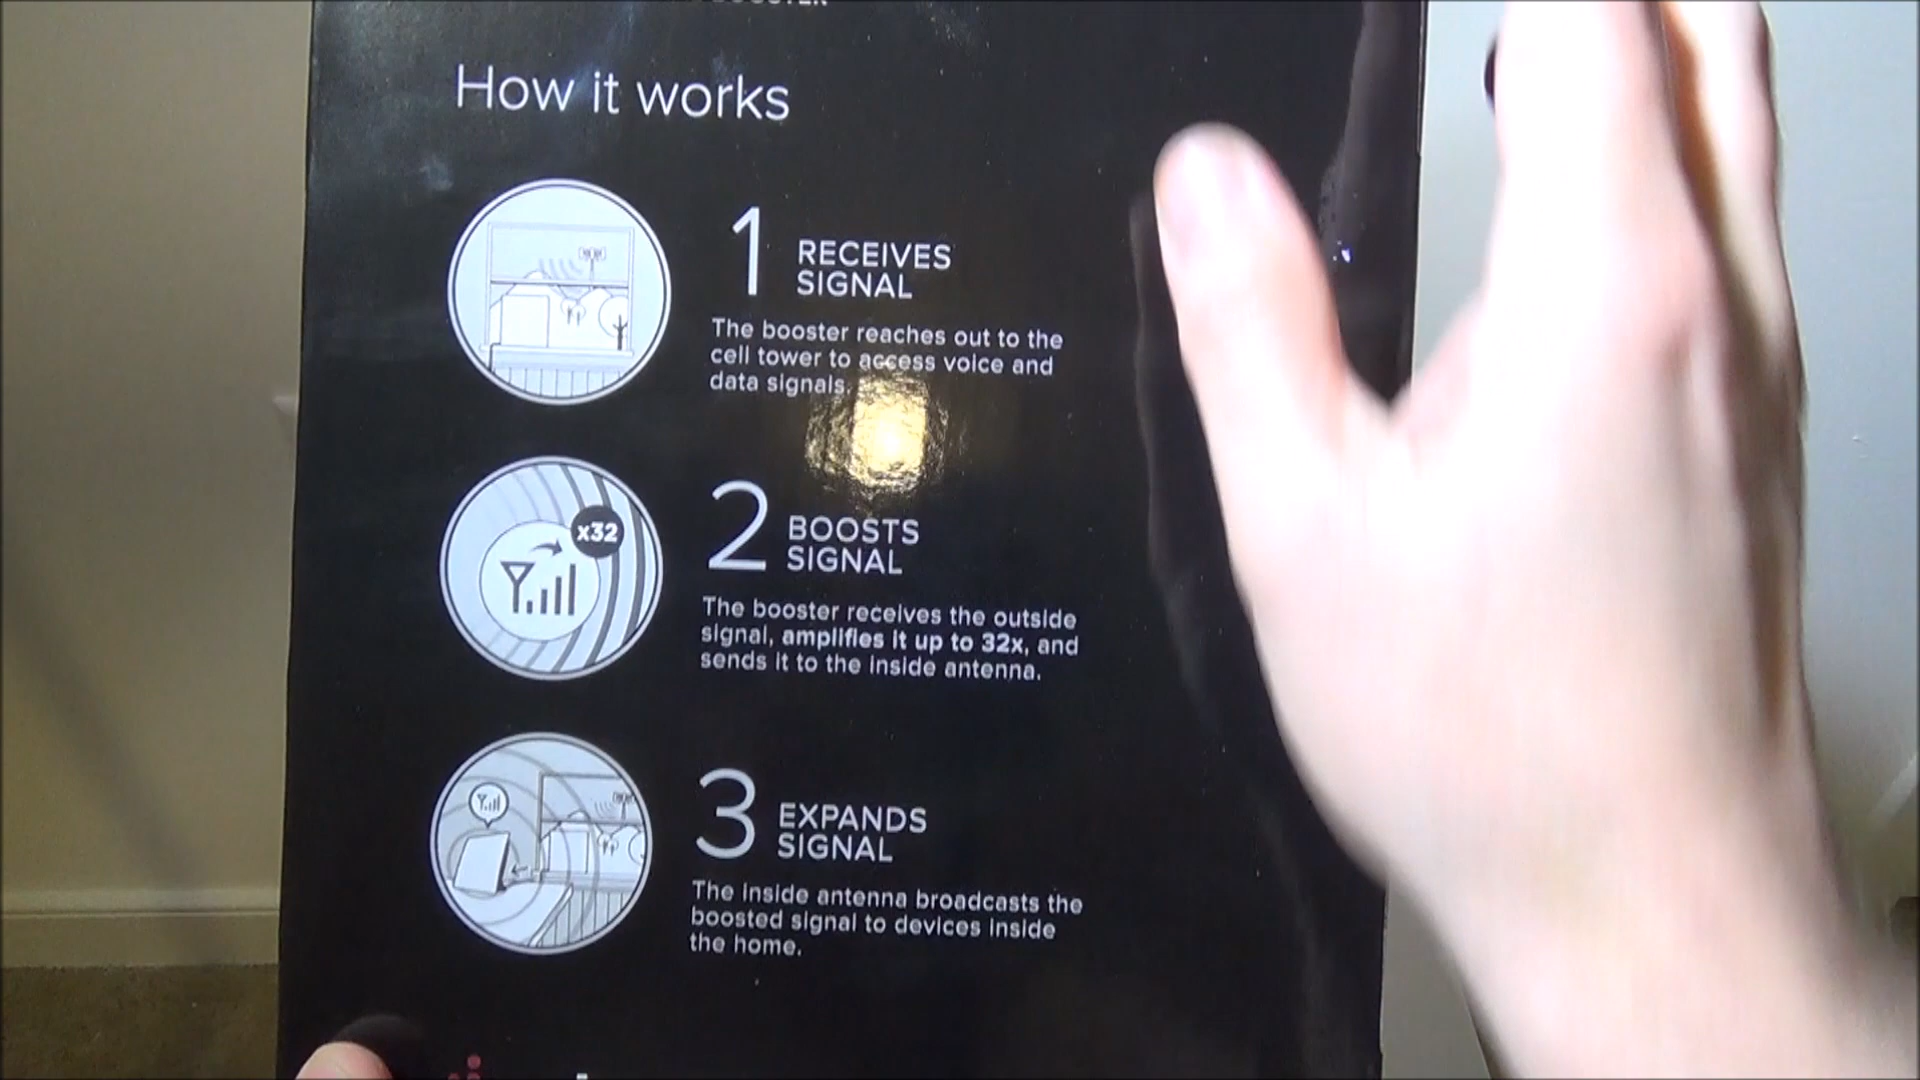 BOOSTER
How it works
1 RECEIVES
SIGNAL
The booster reaches out to the
cell tower to access voice and
data signals.
x32
2 BOOSTS
SIGNAL
The booster receives the outside
signal, amplifies it up to 32x, and
sends it to the inside antenna.
3 EXPANDS
SIGNAL
The inside antenna broadcasts the
boosted signal to devices inside
the home.